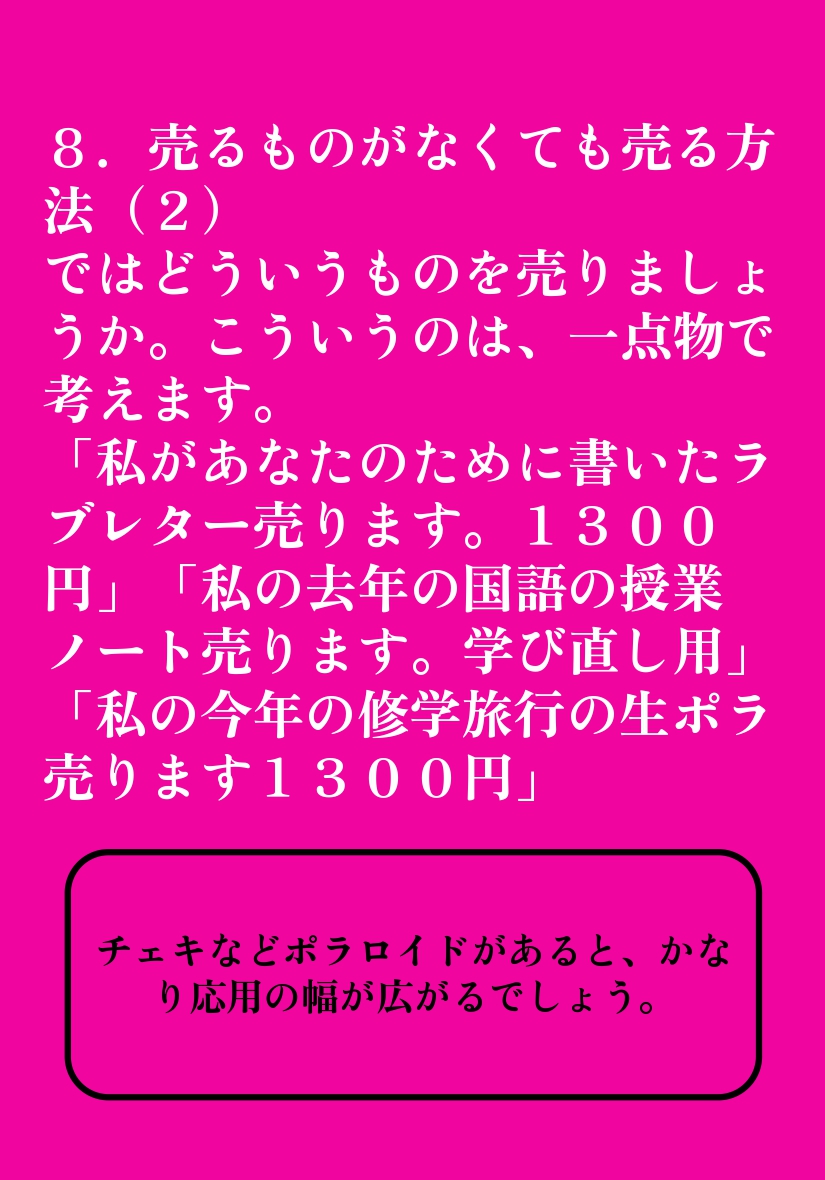 ８．売るものがなくても売る方
法（２）
ではどういうものを売りましょ
うか。こういうのは、一点物で
考えます。
「私があなたのために書いたラ
ブレター売ります。１３００
円」「私の去年の国語の授業
ノート売ります。学び直し用」
「私の今年の修学旅行の生ポラ
売ります１３００円」
チェキなどポラロイドがあると、かな
り応用の幅が広がるでしょう。